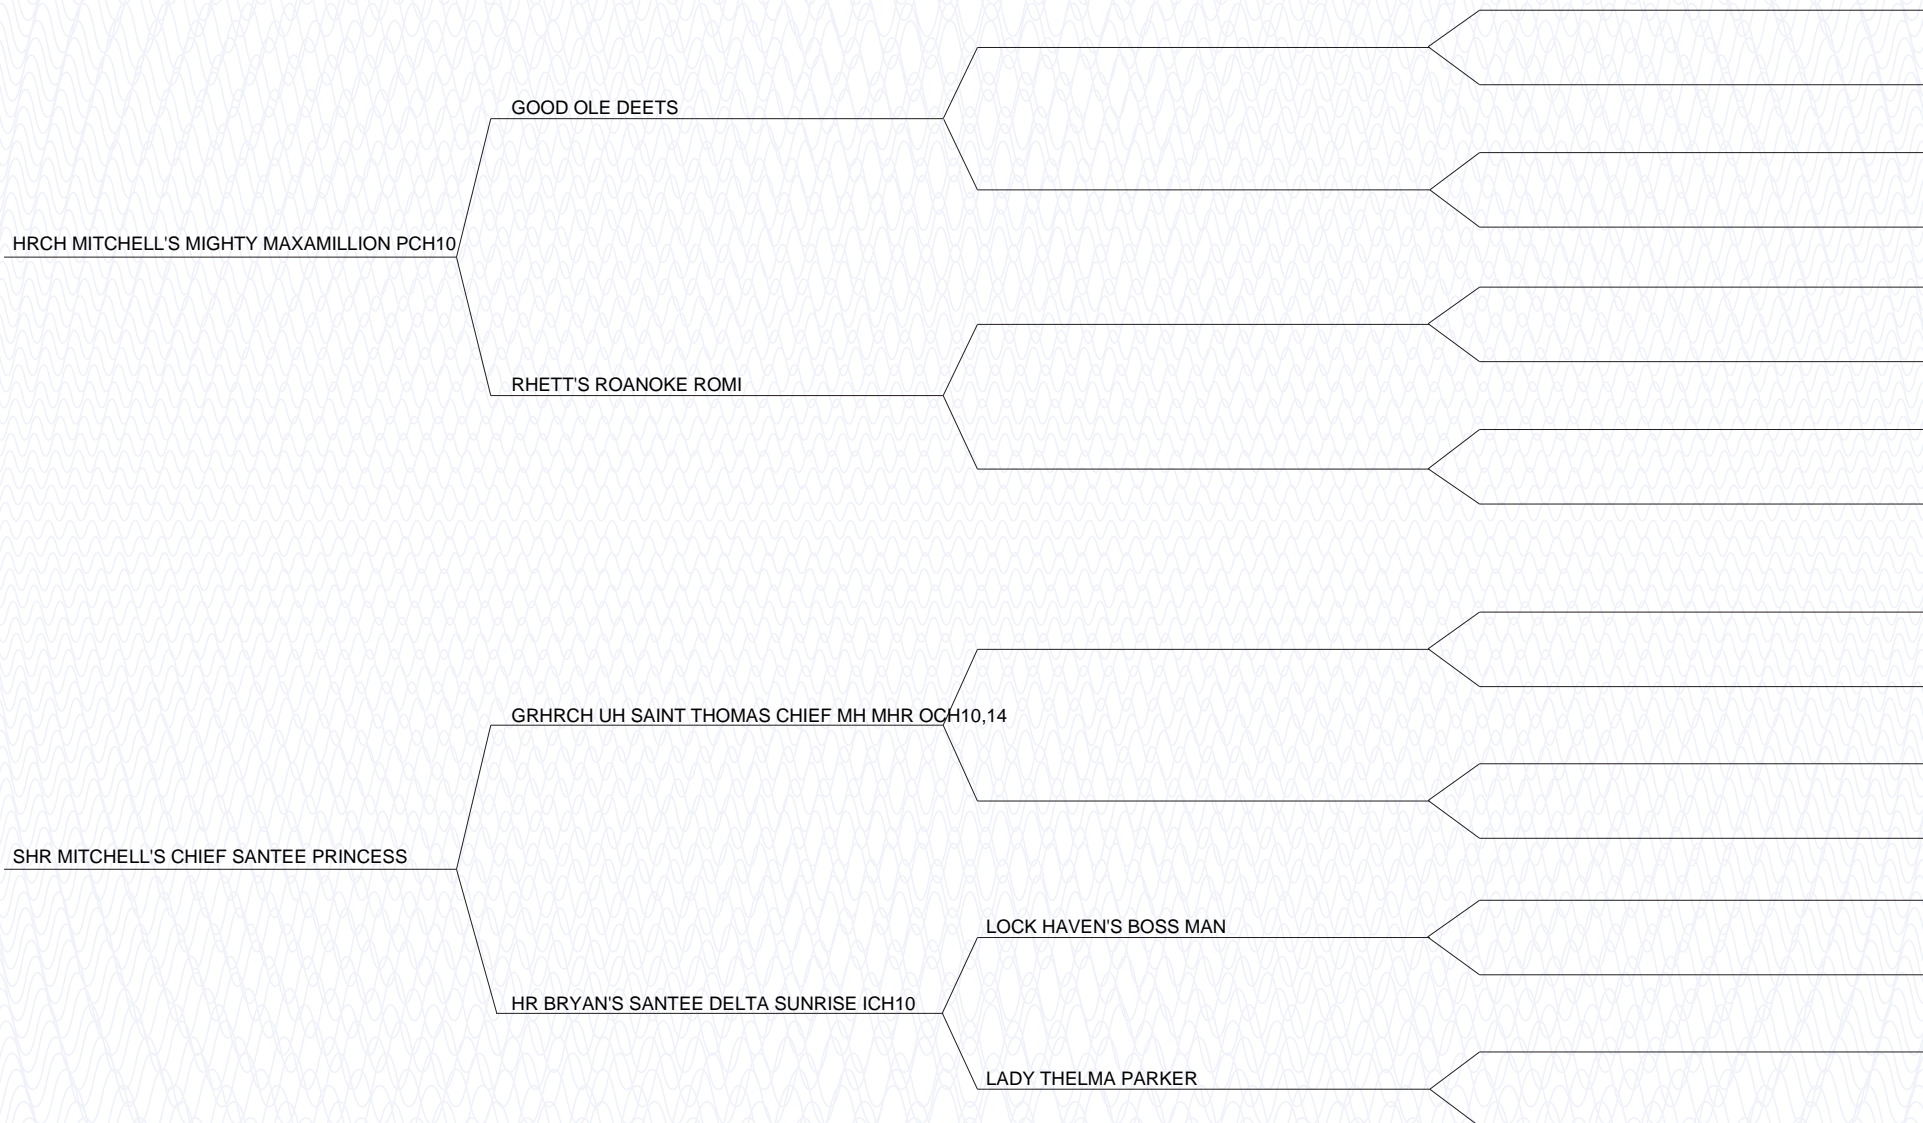 GOOD OLE DEETS
HRCH MITCHELL'S MIGHTY MAXAMILLION PCH10
RHETT'S ROANOKE ROMI
GRHRCH UH SAINT THOMAS CHIEF MH MHR OCH10,14
SHR MITCHELL'S CHIEF SANTEE PRINCESS
LOCK HAVEN'S BOSS MAN
HR BRYAN'S SANTEE DELTA SUNRISE ICH10
LADY THELMA PARKER